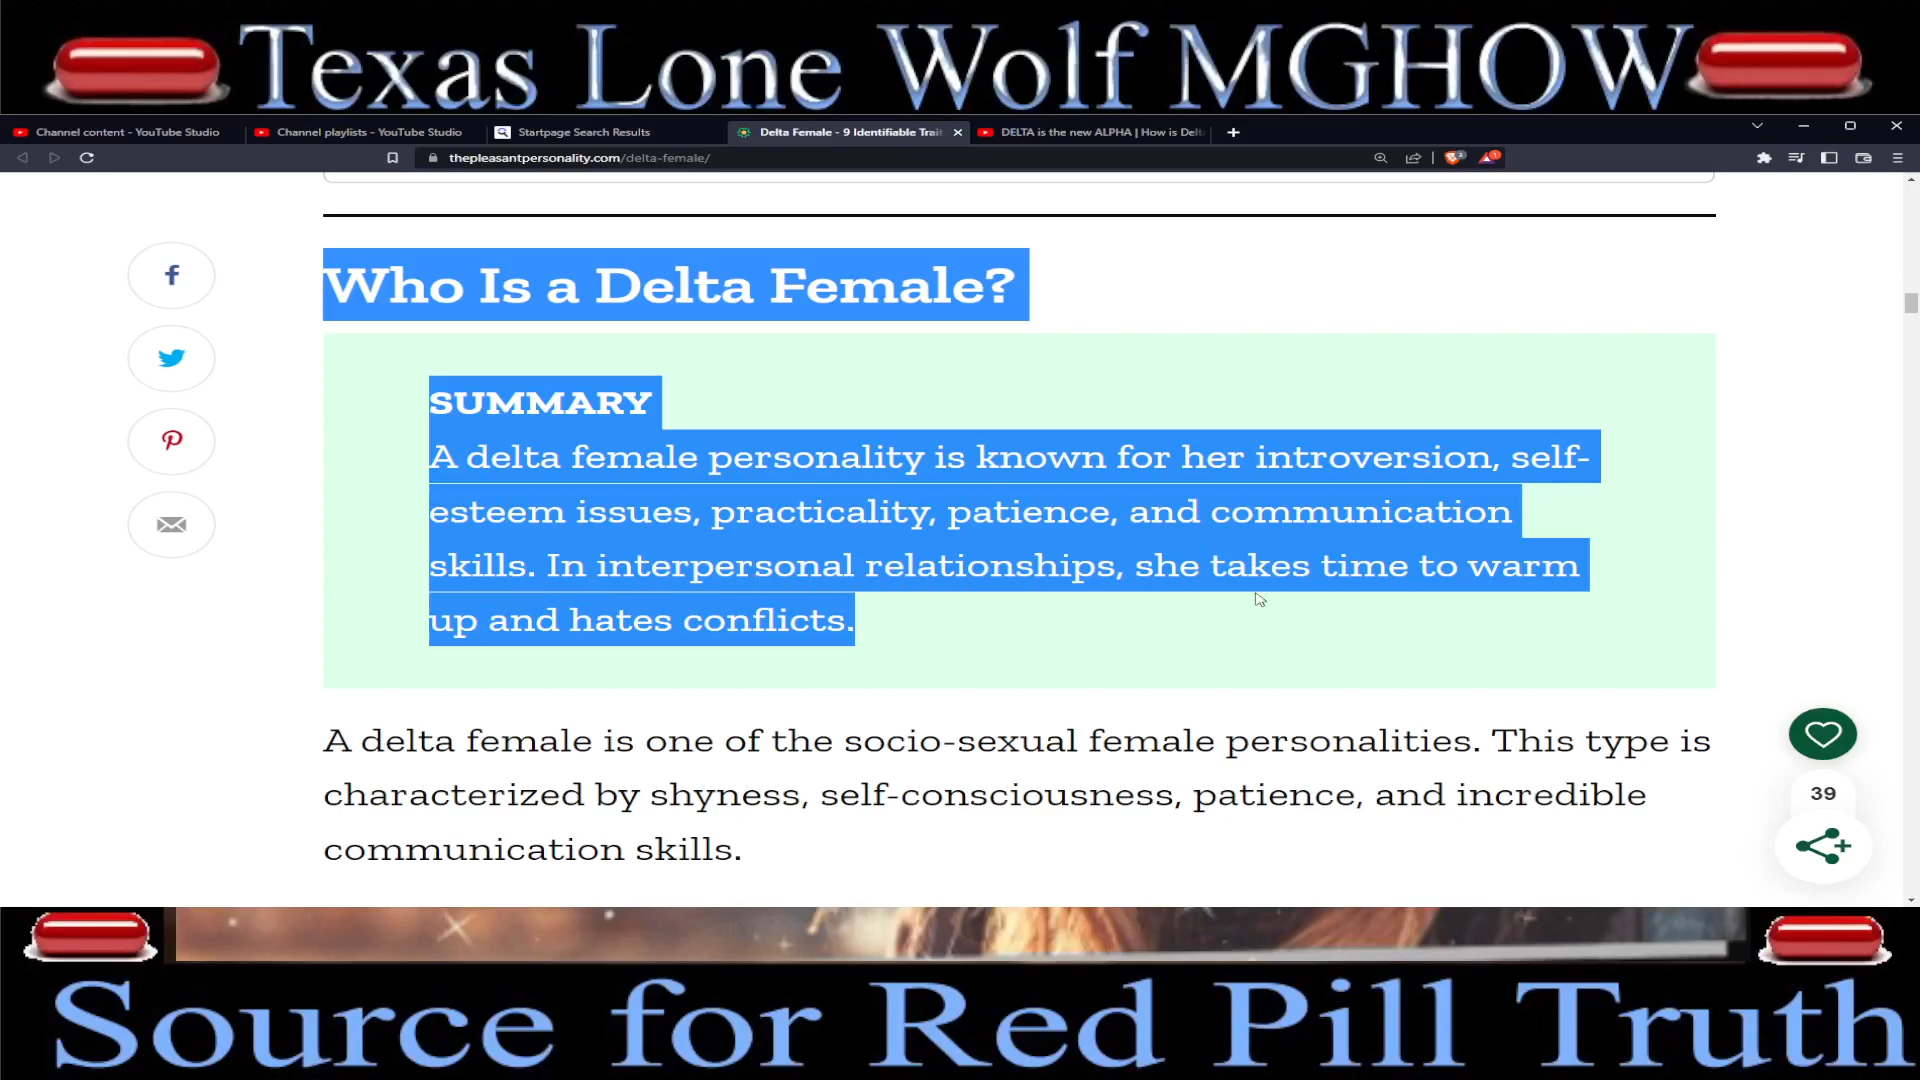 Texas Lone Wolf MGHOW
Channel content - YouTube Studio
Channel playlists - YouTube Studio
Startpage Search Results
Delta Female - 9 Identifiable Trait
DELTA is the new ALPHA | How is Delt
thepleasantpersonality.com/delta-female/
Who Is a Delta Female?
SUMMARY
A delta female personality is known for her introversion, self-
esteem issues, practicality, patience, and communication
skills. In interpersonal relationships, she takes time to warm
up and hates conflicts.
A delta female is one of the socio-sexual female personalities. This type is
characterized by shyness, self-consciousness, patience, and incredible
communication skills.
39
Source for Red Pill Truth